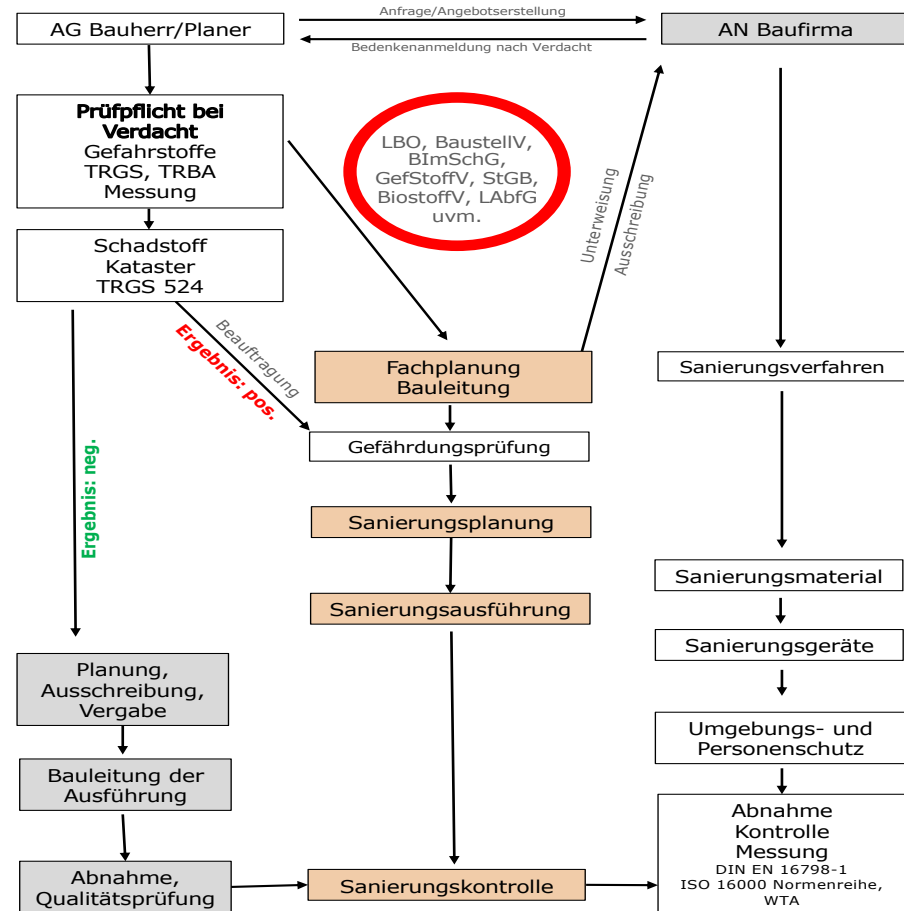 AG Bauherr/Planer
Anfrage/Angebotserstellung
Bedenkenanmeldung nach Verdacht
AN Baufirma
Prüfpflicht bei
Verdacht
Gefahrstoffe
TRGS, TRBA
Messung
LBO, BaustellV,
BImSchG,
GefStoffV, StGB,
BiostoffV, LAbfG
uvm.
Unterweisung
Ausschreibung
Schadstoff
Kataster
TRGS 524
Beauftragung
Ergebnis: pos.
Ergebnis: neg.
Fachplanung
Bauleitung
Sanierungsverfahren
Gefährdungsprüfung
Sanierungsplanung
Sanierungsausführung
Sanierungsmaterial
Sanierungsgeräte
Planung,
Ausschreibung,
Vergabe
Umgebungs- und
Personenschutz
Bauleitung der
Ausführung
Abnahme
Kontrolle
Messung
DIN EN 16798-1
ISO 16000 Normenreihe,
WTA
Abnahme,
Qualitätsprüfung
Sanierungskontrolle